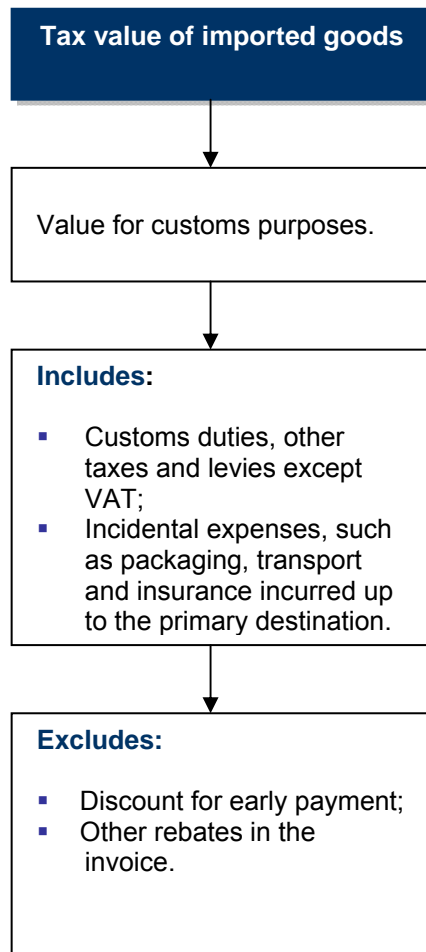 Tax value of imported goods
Value for customs purposes.
Includes:
▪ Customs duties, other
taxes and levies except
VAT;
▪ Incidental expenses, such
as packaging, transport
and insurance incurred up
to the primary destination.
Excludes:
▪ Discount for early payment;
▪ Other rebates in the
invoice.